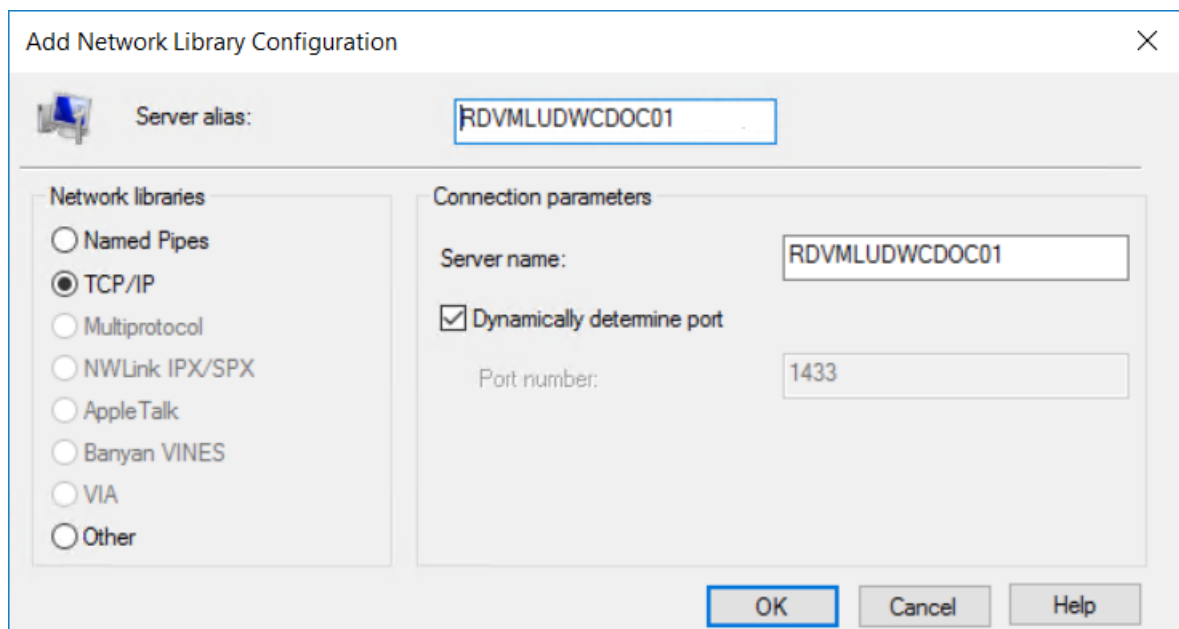 Add Network Library Configuration
Server alias:
RDVMLUDWCDOC01
Network libraries
Named Pipes
TCP/IP
Multiprotocol
NWLink IPX/SPX
AppleTalk
Banyan VINES
VIA
Other
Connection parameters
Server name:
RDVMLUDWCDOC01
Dynamically determine port
Port number:
1433
OK
Cancel
Help